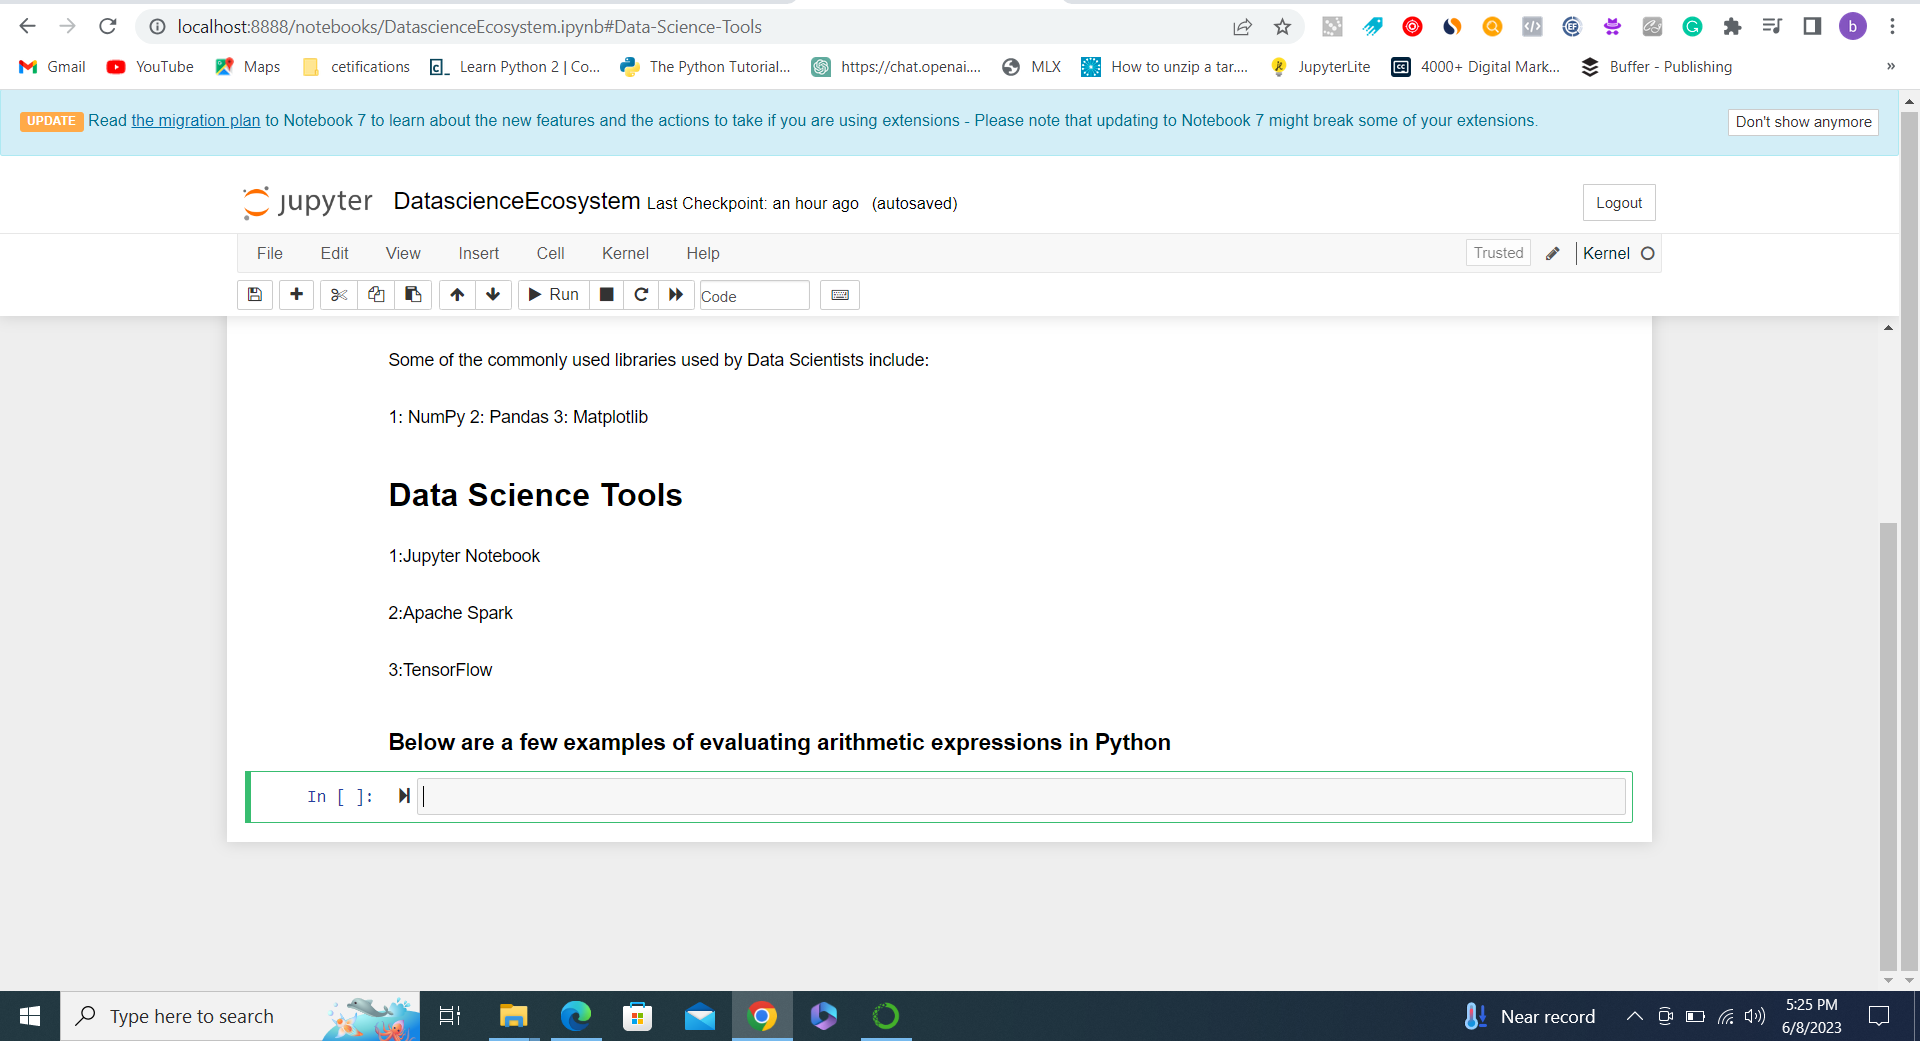 localhost:8888/notebooks/DatascienceEcosystem.ipynb#Data-Science-Tools
b
Gmail YouTube Maps cetifications Learn Python 2 | Co... The Python Tutorial... https://chat.openai.... MLX How to unzip a tar.... JupyterLite 4000+ Digital Mark... Buffer - Publishing »
UPDATE Read the migration plan to Notebook 7 to learn about the new features and the actions to take if you are using extensions - Please note that updating to Notebook 7 might break some of your extensions. Don't show anymore
jupyter DatascienceEcosystem Last Checkpoint: an hour ago (autosaved) Logout
File Edit View Insert Cell Kernel Help Trusted Kernel
Run Code
Some of the commonly used libraries used by Data Scientists include:
1: NumPy 2: Pandas 3: Matplotlib
Data Science Tools
1:Jupyter Notebook
2:Apache Spark
3:TensorFlow
Below are a few examples of evaluating arithmetic expressions in Python
In [ ]:
Type here to search Near record 5:25 PM
6/8/2023